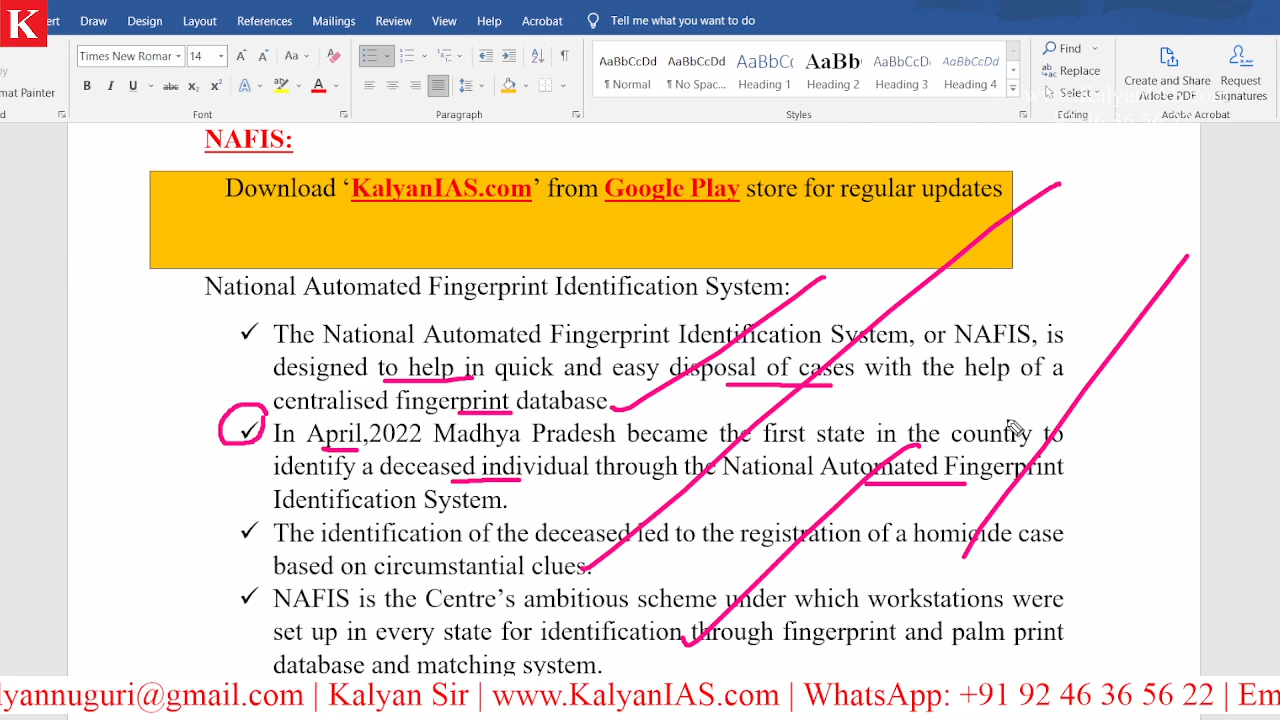 K
Draw Design Layout References Mailings Review View Help Acrobat Tell me what you want to do
Times New Roman 14 Aa Find
AaBbCcDd AaBbCcDd AaBbC AaBb AaBbCcD AaBbCcDd Replace Create and Share Request
B I U abc x₂ x² A A Normal No Spac... Heading 1 Heading 2 Heading 3 Heading 4 Select Adobe PDF Signatures
mat Painter
Font Paragraph Styles Editing Adobe Acrobat
NAFIS:
Download ‘KalyanIAS.com’ from Google Play store for regular updates
National Automated Fingerprint Identification System:
✓ The National Automated Fingerprint Identification System, or NAFIS, is
designed to help in quick and easy disposal of cases with the help of a
centralised fingerprint database.
✓ In April,2022 Madhya Pradesh became the first state in the country to
identify a deceased individual through the National Automated Fingerprint
Identification System.
✓ The identification of the deceased led to the registration of a homicide case
based on circumstantial clues.
✓ NAFIS is the Centre’s ambitious scheme under which workstations were
set up in every state for identification through fingerprint and palm print
database and matching system.
lyannuguri@gmail.com | Kalyan Sir | www.KalyanIAS.com | WhatsApp: +91 92 46 36 56 22 | Em